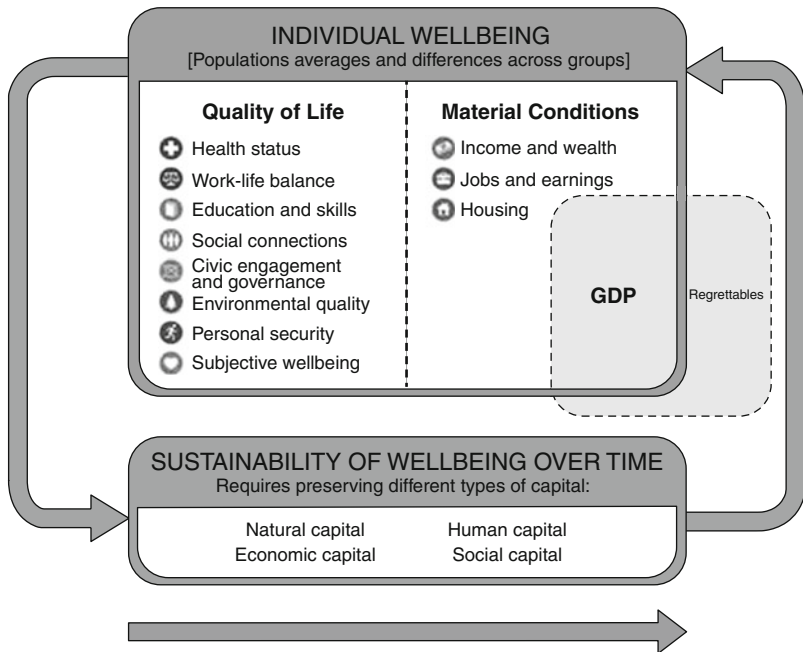 INDIVIDUAL WELLBEING
[Populations averages and differences across groups]
Quality of Life
Health status
Work-life balance
Education and skills
Social connections
Civic engagement
and governance
Environmental quality
Personal security
Subjective wellbeing
Material Conditions
Income and wealth
Jobs and earnings
Housing
GDP
Regrettables
SUSTAINABILITY OF WELLBEING OVER TIME
Requires preserving different types of capital:
Natural capital
Human capital
Economic capital
Social capital